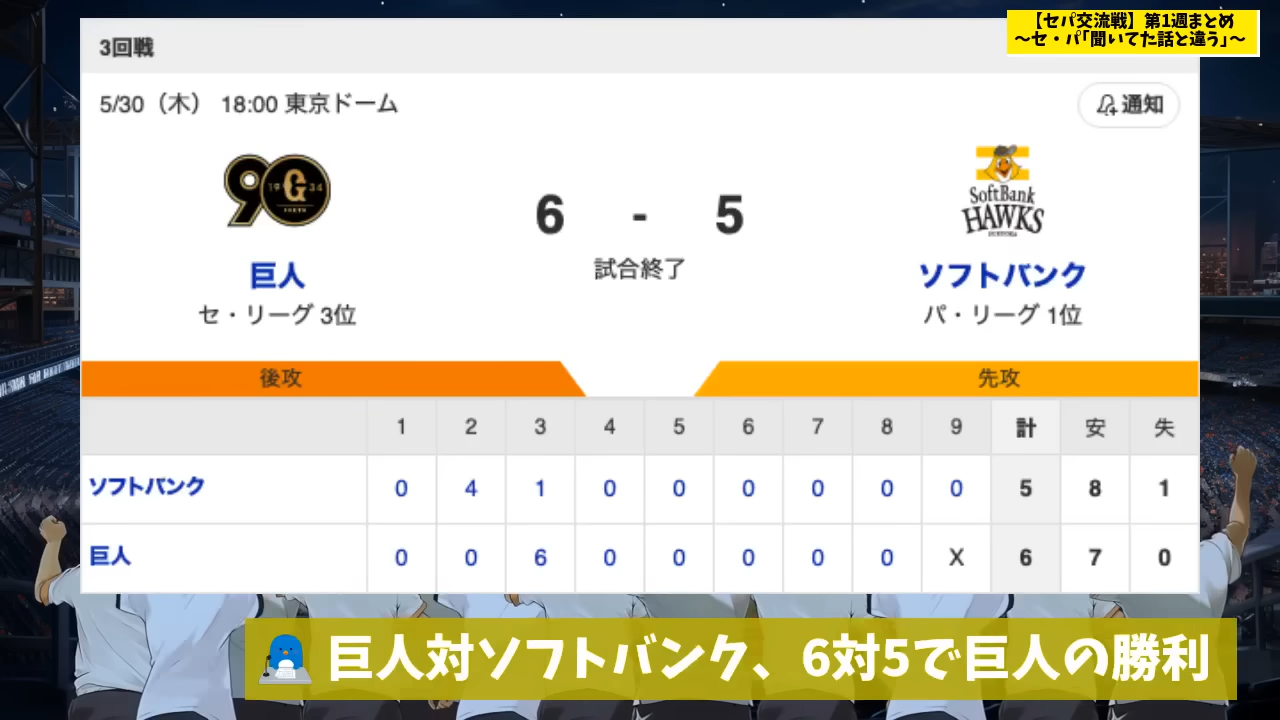 【セパ交流戦】第1週まとめ
～セ・パ「聞いてた話と違う」～
3回戦
5/30（木） 18:00 東京ドーム
通知
90
19 G 34
SoftBank
HAWKS
6 - 5
試合終了
巨人
セ・リーグ 3位
ソフトバンク
パ・リーグ 1位
後攻
先攻
1 2 3 4 5 6 7 8 9 計 安 失
ソフトバンク 0 4 1 0 0 0 0 0 0 5 8 1
巨人 0 0 6 0 0 0 0 0 X 6 7 0
巨人対ソフトバンク、6対5で巨人の勝利